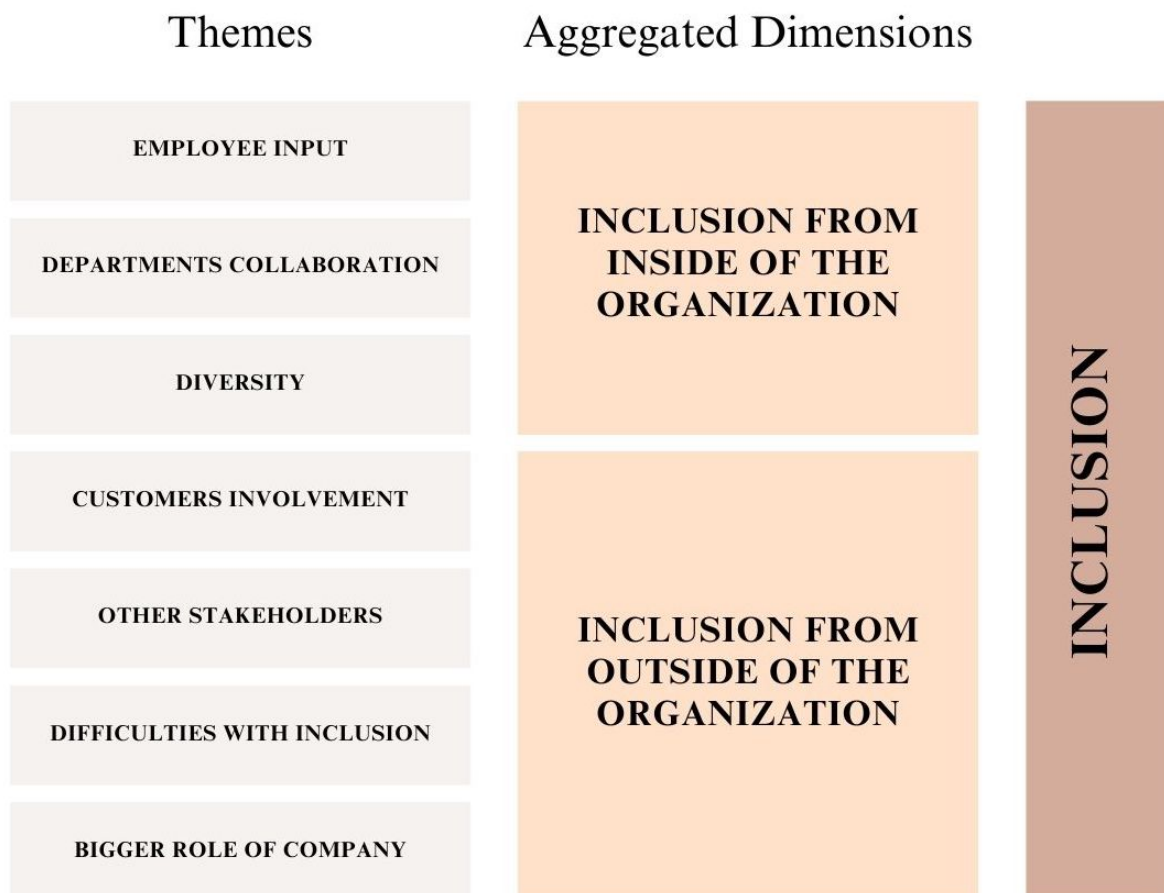 Themes
Aggregated Dimensions
EMPLOYEE INPUT
DEPARTMENTS COLLABORATION
DIVERSITY
CUSTOMERS INVOLVEMENT
OTHER STAKEHOLDERS
DIFFICULTIES WITH INCLUSION
BIGGER ROLE OF COMPANY
INCLUSION FROM
INSIDE OF THE
ORGANIZATION
INCLUSION FROM
OUTSIDE OF THE
ORGANIZATION
INCLUSION